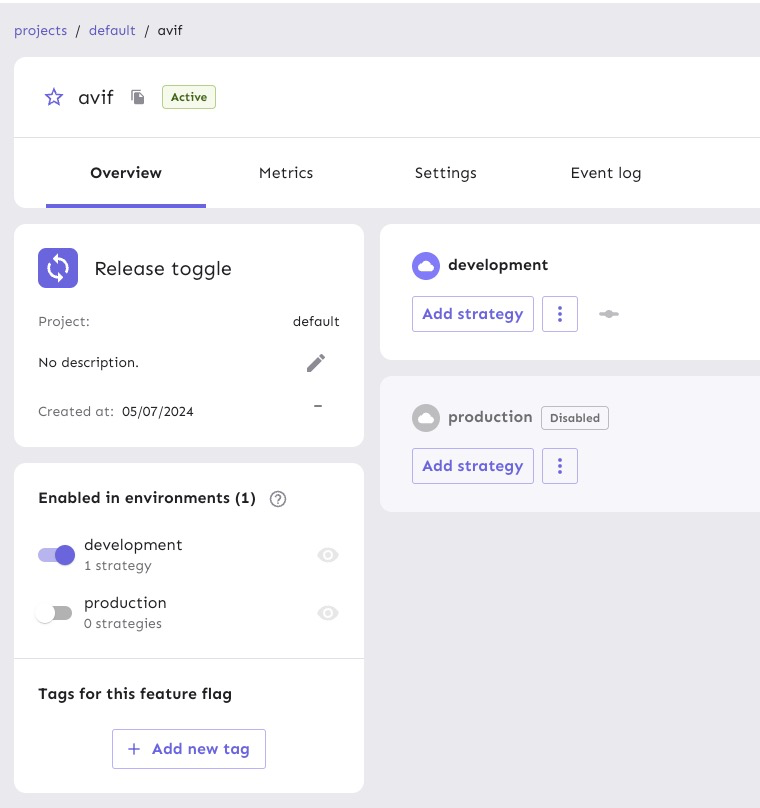 projects / default / avif
avif Active
Overview Metrics Settings Event log
Release toggle
Project: default
No description.
Created at: 05/07/2024 –
Enabled in environments (1) ?
development
1 strategy
production
0 strategies
Tags for this feature flag
+ Add new tag
development
Add strategy
production Disabled
Add strategy